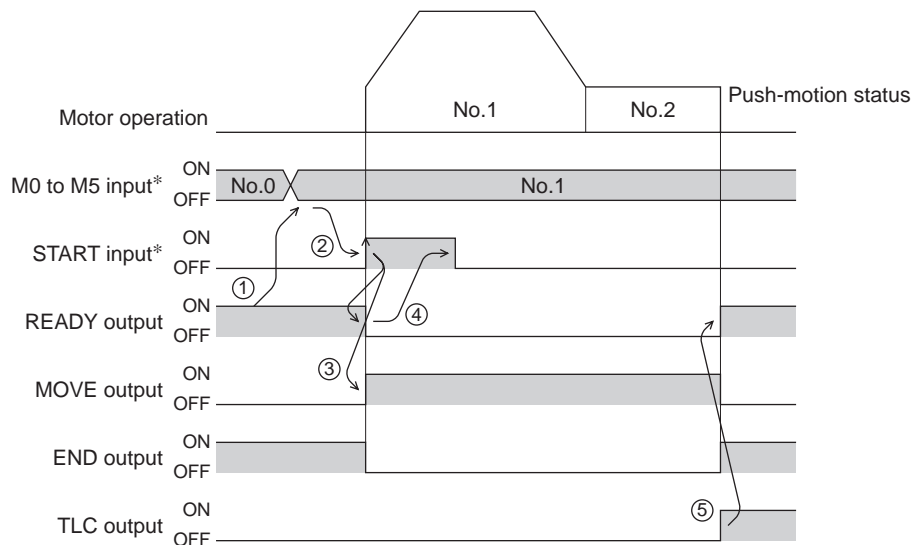 Motor operation
No.1
No.2
Push-motion status
M0 to M5 input*
ON
OFF
No.0
No.1
START input*
ON
OFF
②
①
READY output
ON
OFF
④
③
MOVE output
ON
OFF
END output
ON
OFF
TLC output
ON
OFF
⑤